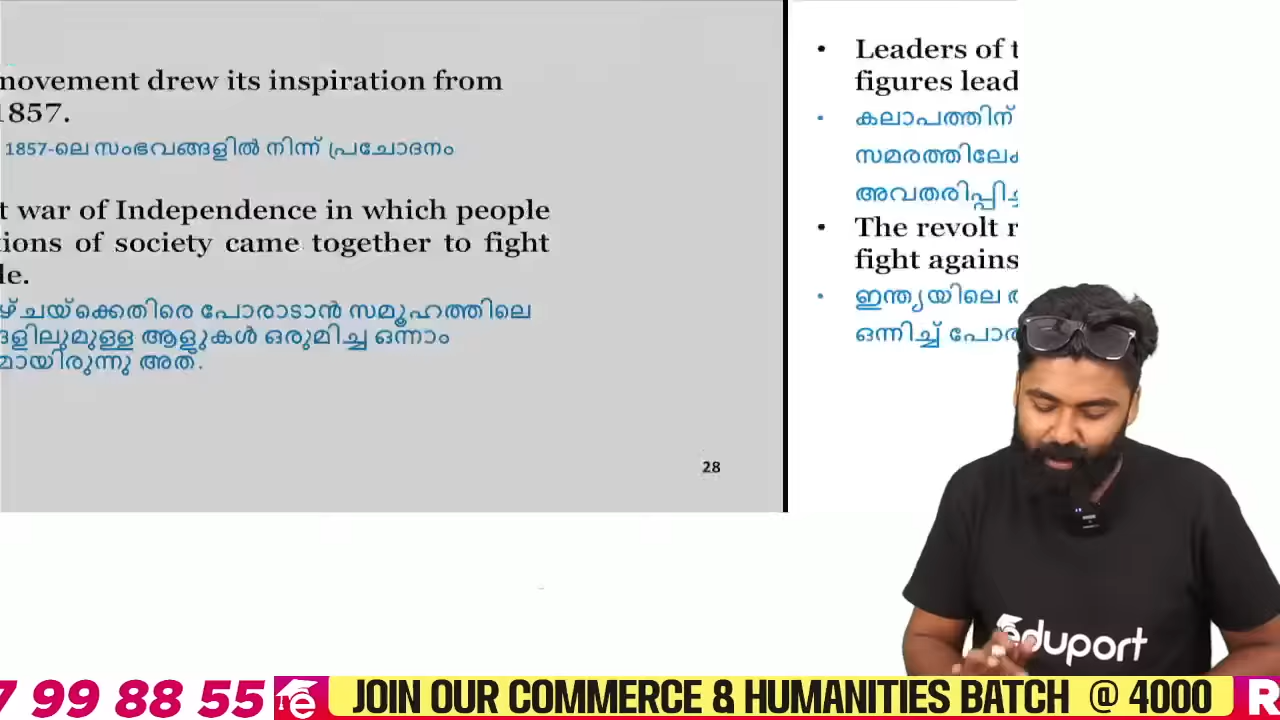 novement drew its inspiration from
1857.
1857-ലെ സംഭവങ്ങളിൽ നിന്ന് പ്രചോദനം
t war of Independence in which people
tions of society came together to fight
le.
ഴ്ചയ്ക്കെതിരെ പോരാടാൻ സമൂഹത്തിലെ
ങളിലുമുള്ള ആളുകൾ ഒരുമിച്ച ഒന്നാം
മായിരുന്നു അത്.
28
• Leaders of t
figures lead
• കലാപത്തിന്
സമരത്തിലേക
അവതരിപ്പിച്ച
• The revolt r
fight agains
• ഇന്ത്യയിലെ
ഒന്നിച്ച് പോര
eduport
7 99 88 55
JOIN OUR COMMERCE & HUMANITIES BATCH @ 4000
R